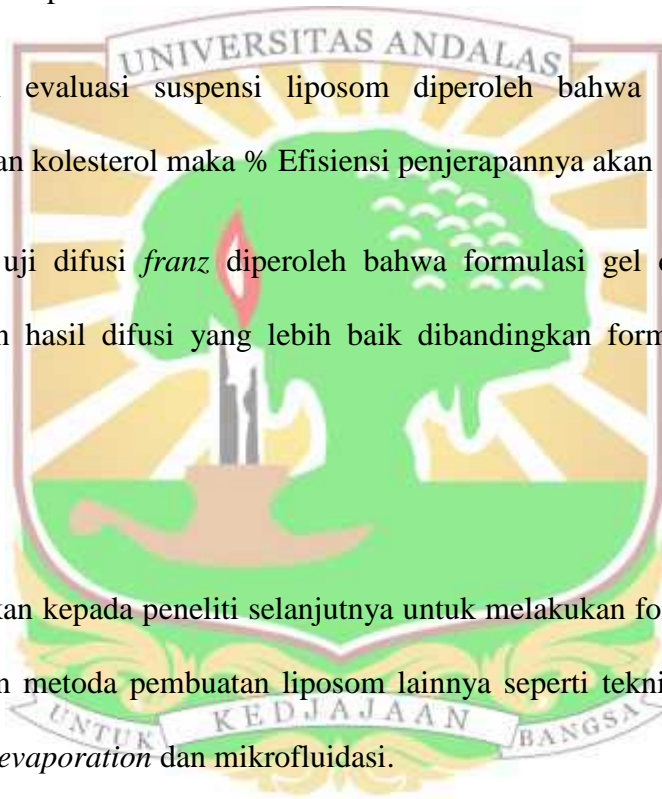 UNIVERSITAS ANDALAS
evaluasi suspensi liposom diperoleh bahwa
an kolesterol maka % Efisiensi penjerapannya akan
uji difusi franz diperoleh bahwa formulasi gel
n hasil difusi yang lebih baik dibandingkan form
kan kepada peneliti selanjutnya untuk melakukan fo
n metoda pembuatan liposom lainnya seperti tekni
UNTUK KEDJAJAAN BANGSA
evaporation dan mikrofluidasi.